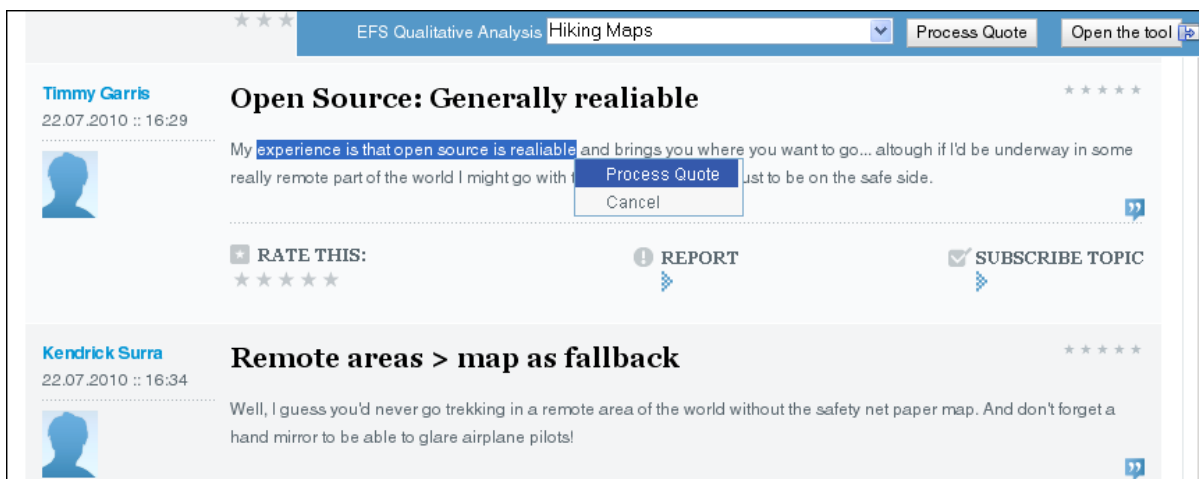 EFS Qualitative Analysis Hiking Maps Process Quote Open the tool
Timmy Garris
22.07.2010 :: 16:29
Open Source: Generally realiable
My experience is that open source is realiable and brings you where you want to go... altough if I'd be underway in some
really remote part of the world I might go with ust to be on the safe side.
Process Quote
Cancel
RATE THIS:
REPORT
SUBSCRIBE TOPIC
Kendrick Surra
22.07.2010 :: 16:34
Remote areas > map as fallback
Well, I guess you'd never go trekking in a remote area of the world without the safety net paper map. And don't forget a
hand mirror to be able to glare airplane pilots!